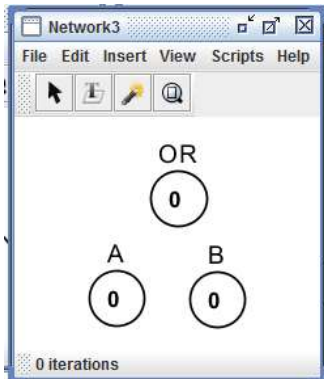 Network3
File Edit Insert View Scripts Help
T
OR
0
A B
0 0
0 iterations